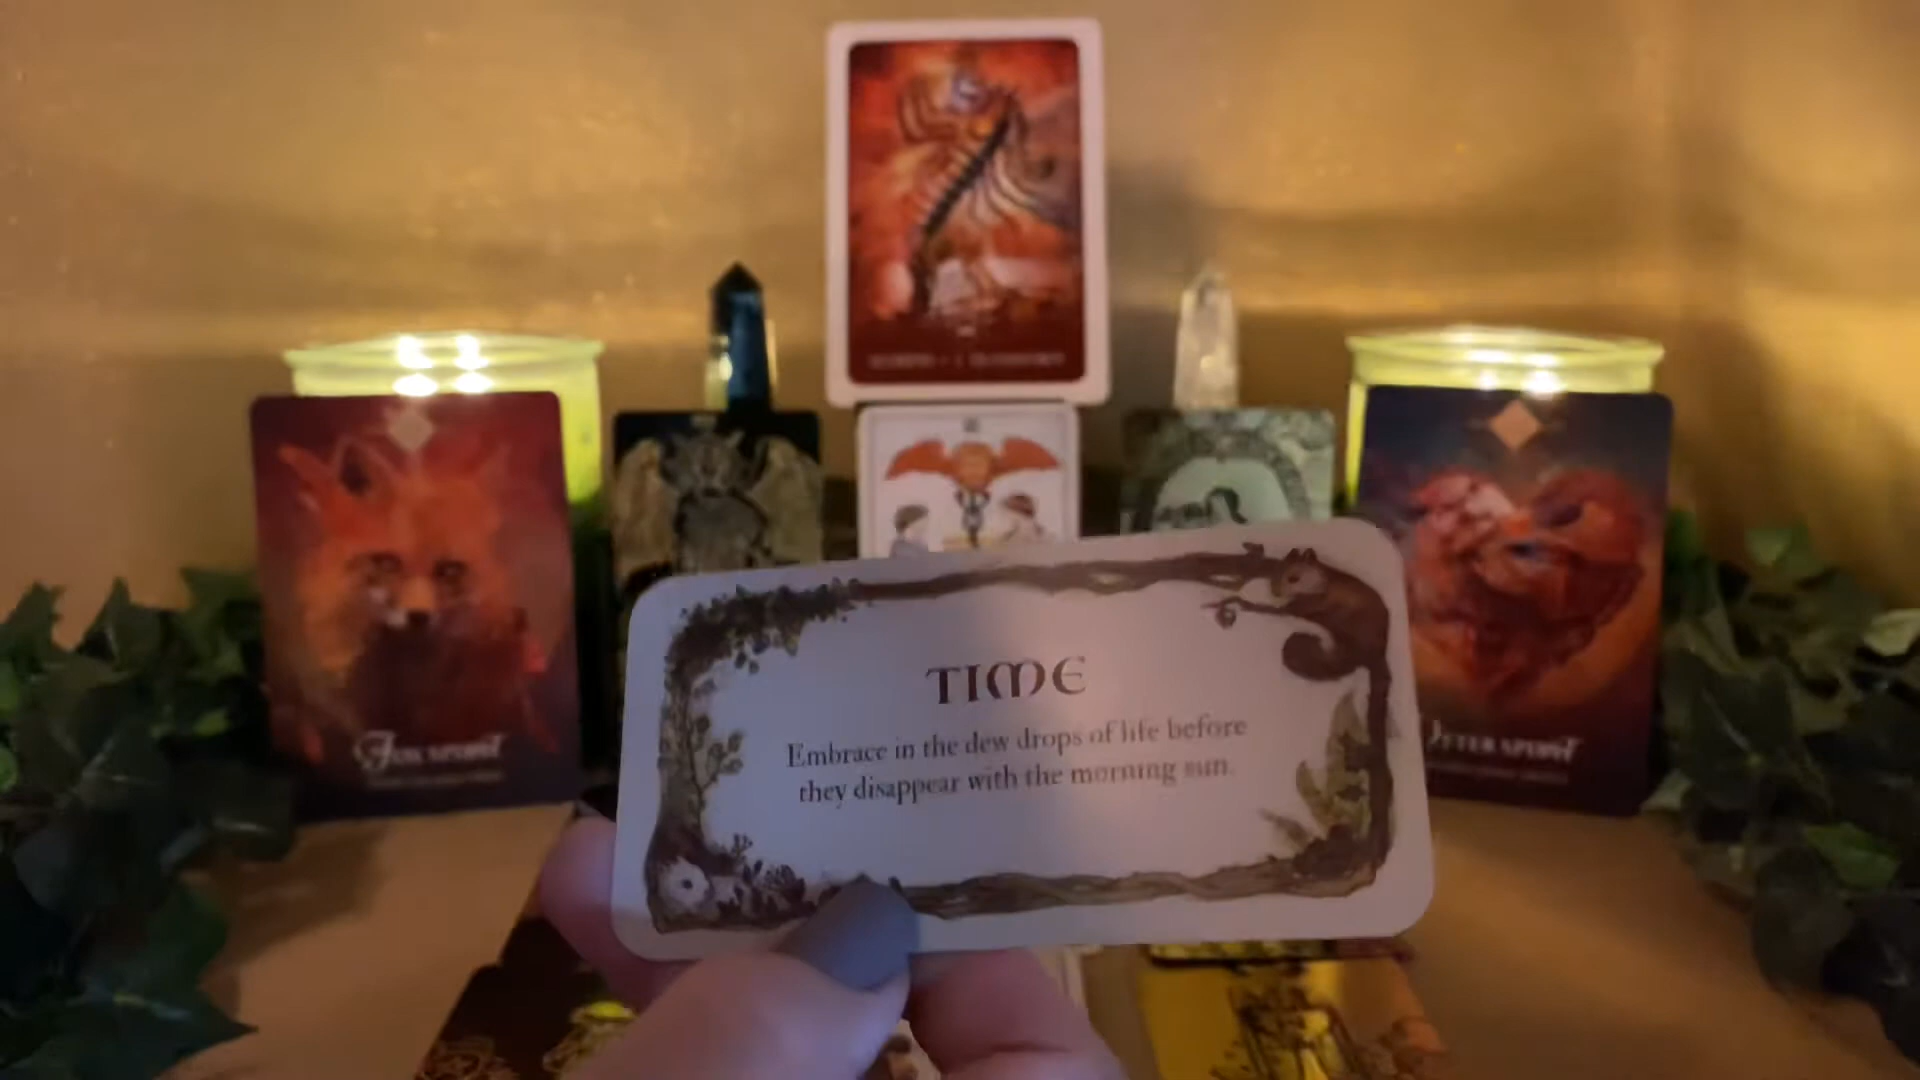 FOX SPIRIT
OTTER SPIRIT
TIME
Embrace in the dew drops of life before
they disappear with the morning sun.